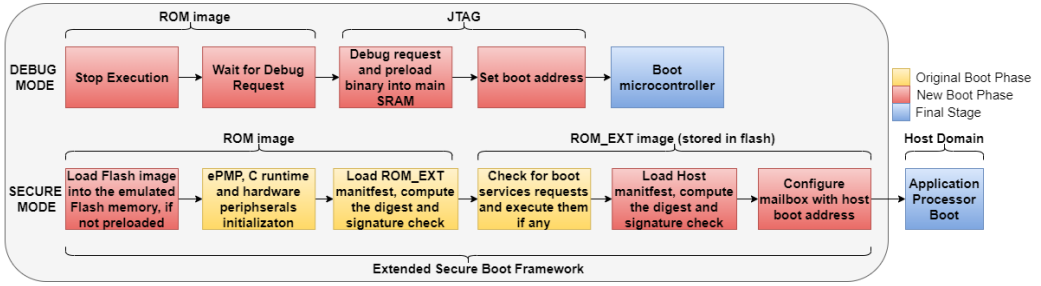 ROM image
JTAG
DEBUG
MODE
Stop Execution
Wait for Debug
Request
Debug request
and preload
binary into main
SRAM
Set boot address
Boot
microcontroller
Original Boot Phase
New Boot Phase
Final Stage
ROM image
ROM_EXT image (stored in flash)
Host Domain
SECURE
MODE
Load Flash image
into the emulated
Flash memory, if
not preloaded
ePMP, C runtime
and hardware
periphserals
initializaton
Load ROM_EXT
manitfest, compute
the digest and
signature check
Check for boot
services requests
and execute them if
any
Load Host
manitfest, compute
the digest and
signature check
Configure
mailbox with host
boot address
Application
Processor
Boot
Extended Secure Boot Framework